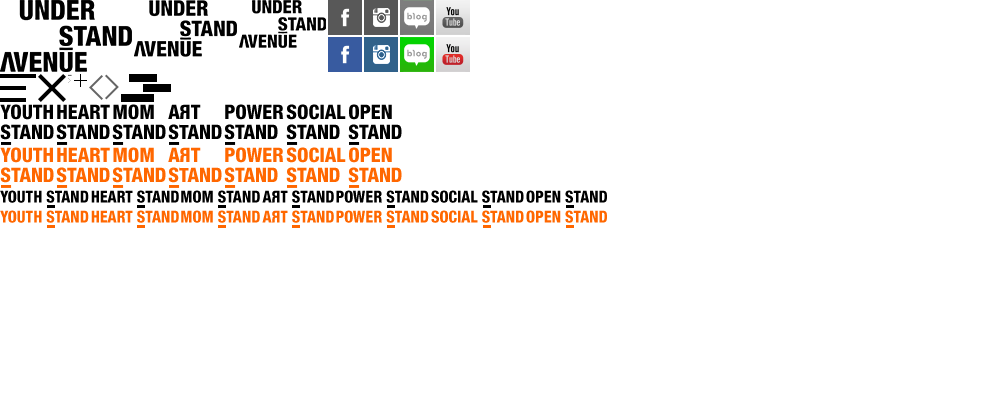 UNDER
STAND
AVENUE
UNDER
STAND
AVENUE
UNDER
STAND
AVENUE
f
blog
You
Tube
f
blog
You
Tube
YOUTH HEART MOM ART POWER SOCIAL OPEN
STAND STAND STAND STAND STAND STAND STAND
YOUTH HEART MOM ART POWER SOCIAL OPEN
STAND STAND STAND STAND STAND STAND STAND
YOUTH STAND HEART STAND MOM STAND ART STAND POWER STAND SOCIAL STAND OPEN STAND
YOUTH STAND HEART STAND MOM STAND ART STAND POWER STAND SOCIAL STAND OPEN STAND